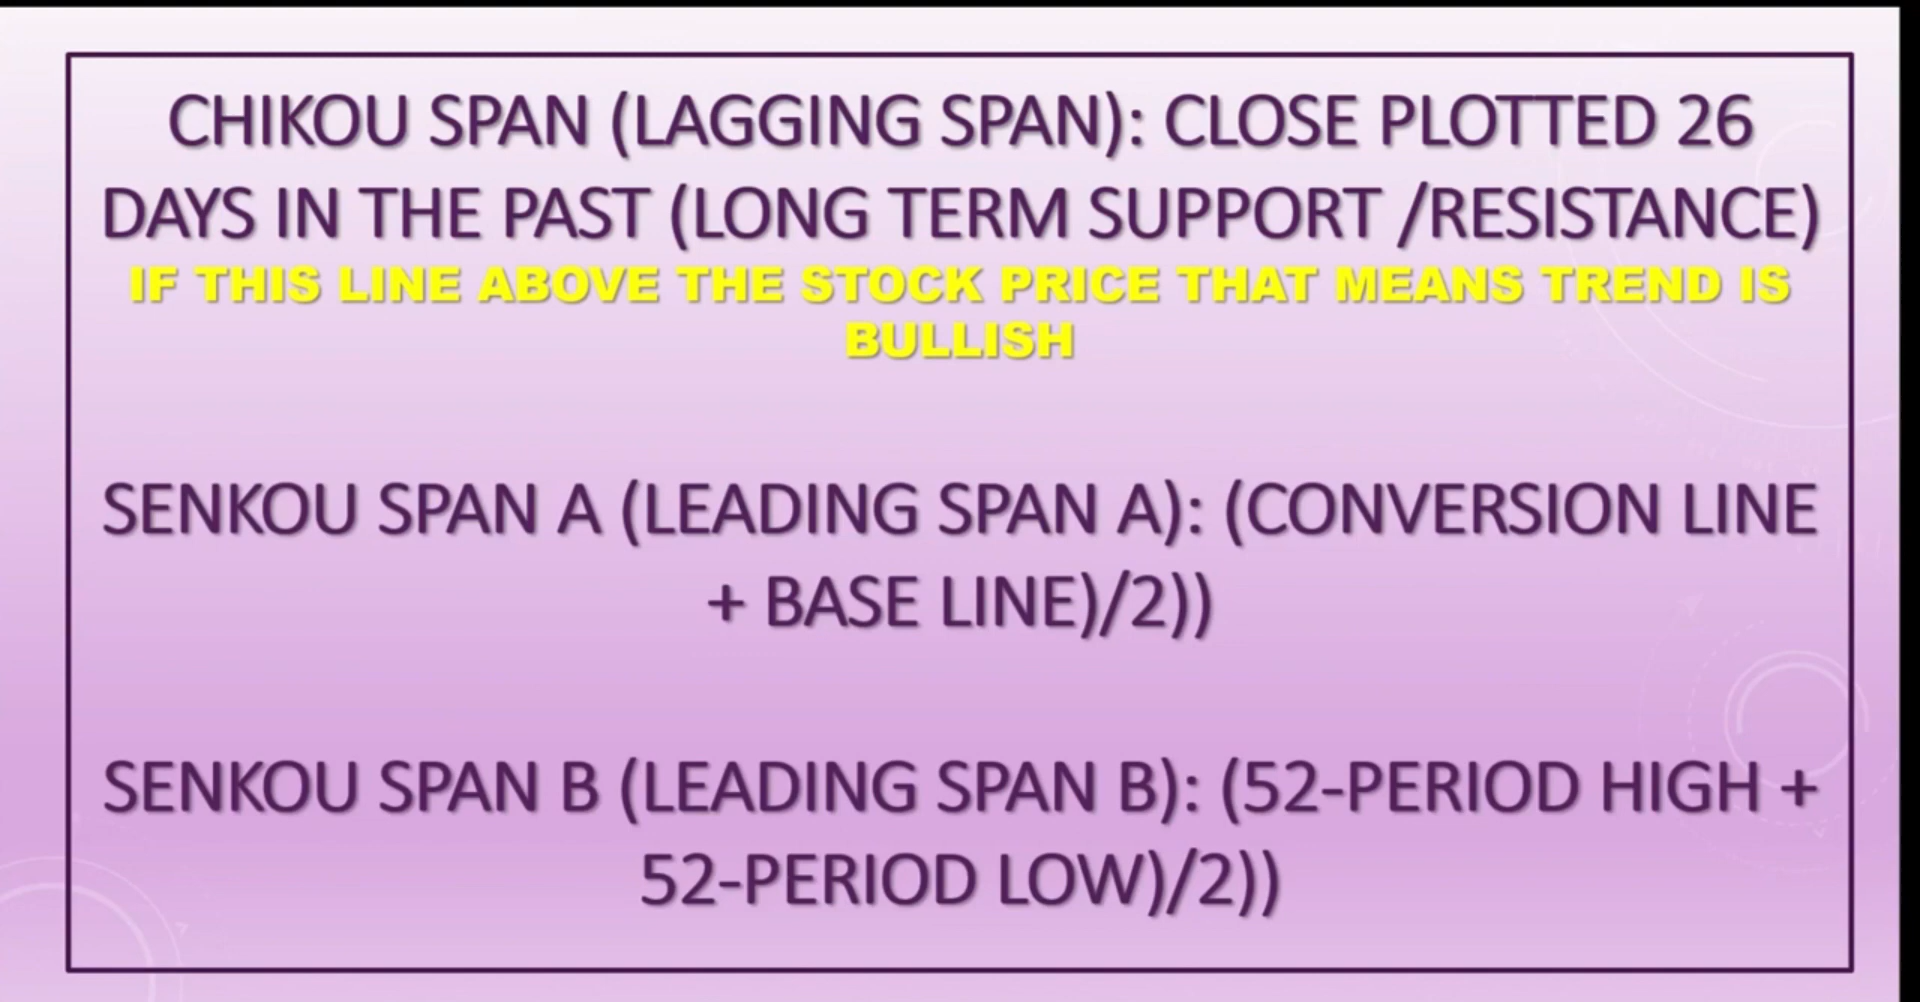 CHIKOU SPAN (LAGGING SPAN): CLOSE PLOTTED 26
DAYS IN THE PAST (LONG TERM SUPPORT /RESISTANCE)
IF THIS LINE ABOVE THE STOCK PRICE THAT MEANS TREND IS
BULLISH
SENKOU SPAN A (LEADING SPAN A): (CONVERSION LINE
+ BASE LINE)/2))
SENKOU SPAN B (LEADING SPAN B): (52-PERIOD HIGH +
52-PERIOD LOW)/2))